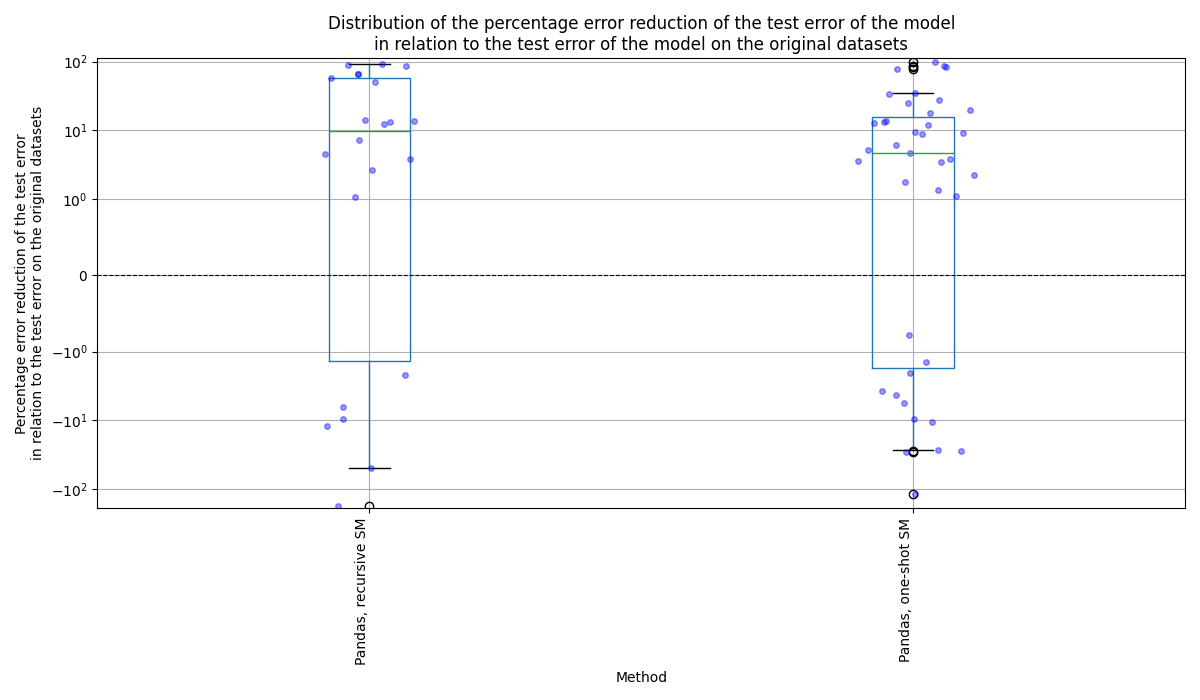 Distribution of the percentage error reduction of the test error of the model
in relation to the test error of the model on the original datasets
Percentage error reduction of the test error
in relation to the test error on the original datasets
10²
10¹
10⁰
0
−10⁰
−10¹
−10²
Pandas, recursive SM
Pandas, one-shot SM
Method